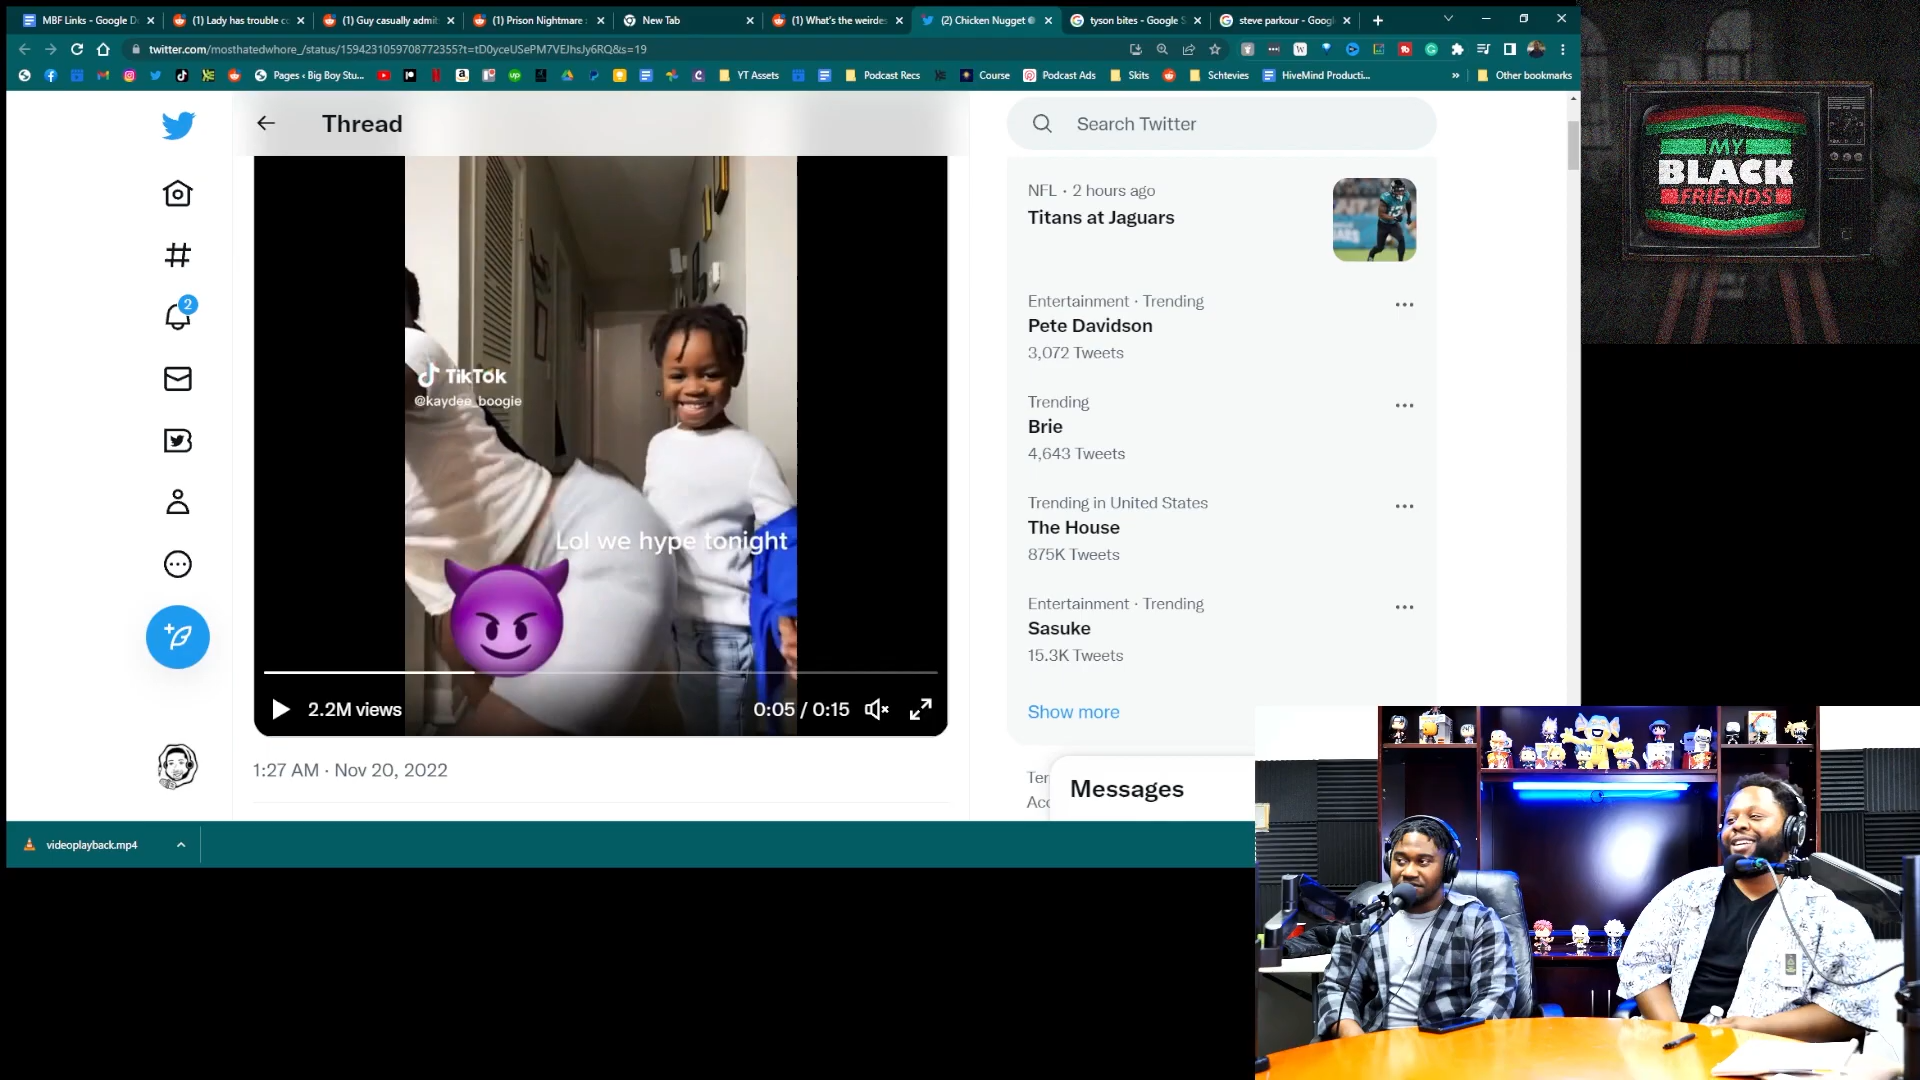 MBF Links - Google D
(1) Lady has trouble c
(1) Guy casually admit
(1) Prison Nightmare
New Tab
(1) What's the weirdes
(2) Chicken Nugget
tyson bites - Google S
steve parkour - Googl
twitter.com/mosthatedwhore_/status/1594231059708772355?t=tD0yceUSePM7VEJhsJy6RQ&s=19
Pages ‹ Big Boy Stu...
YT Assets
Podcast Recs
Course
Podcast Ads
Skits
Schtevies
HiveMind Producti...
»
Other bookmarks
Thread
Search Twitter
NFL · 2 hours ago
Titans at Jaguars
Entertainment · Trending
Pete Davidson
3,072 Tweets
Trending
Brie
4,643 Tweets
Trending in United States
The House
875K Tweets
Entertainment · Trending
Sasuke
15.3K Tweets
Show more
2
TikTok
@kaydee_boogie
Lol we hype tonight
2.2M views
0:05 / 0:15
1:27 AM · Nov 20, 2022
Messages
videoplayback.mp4
MY
BLACK
FRIENDS